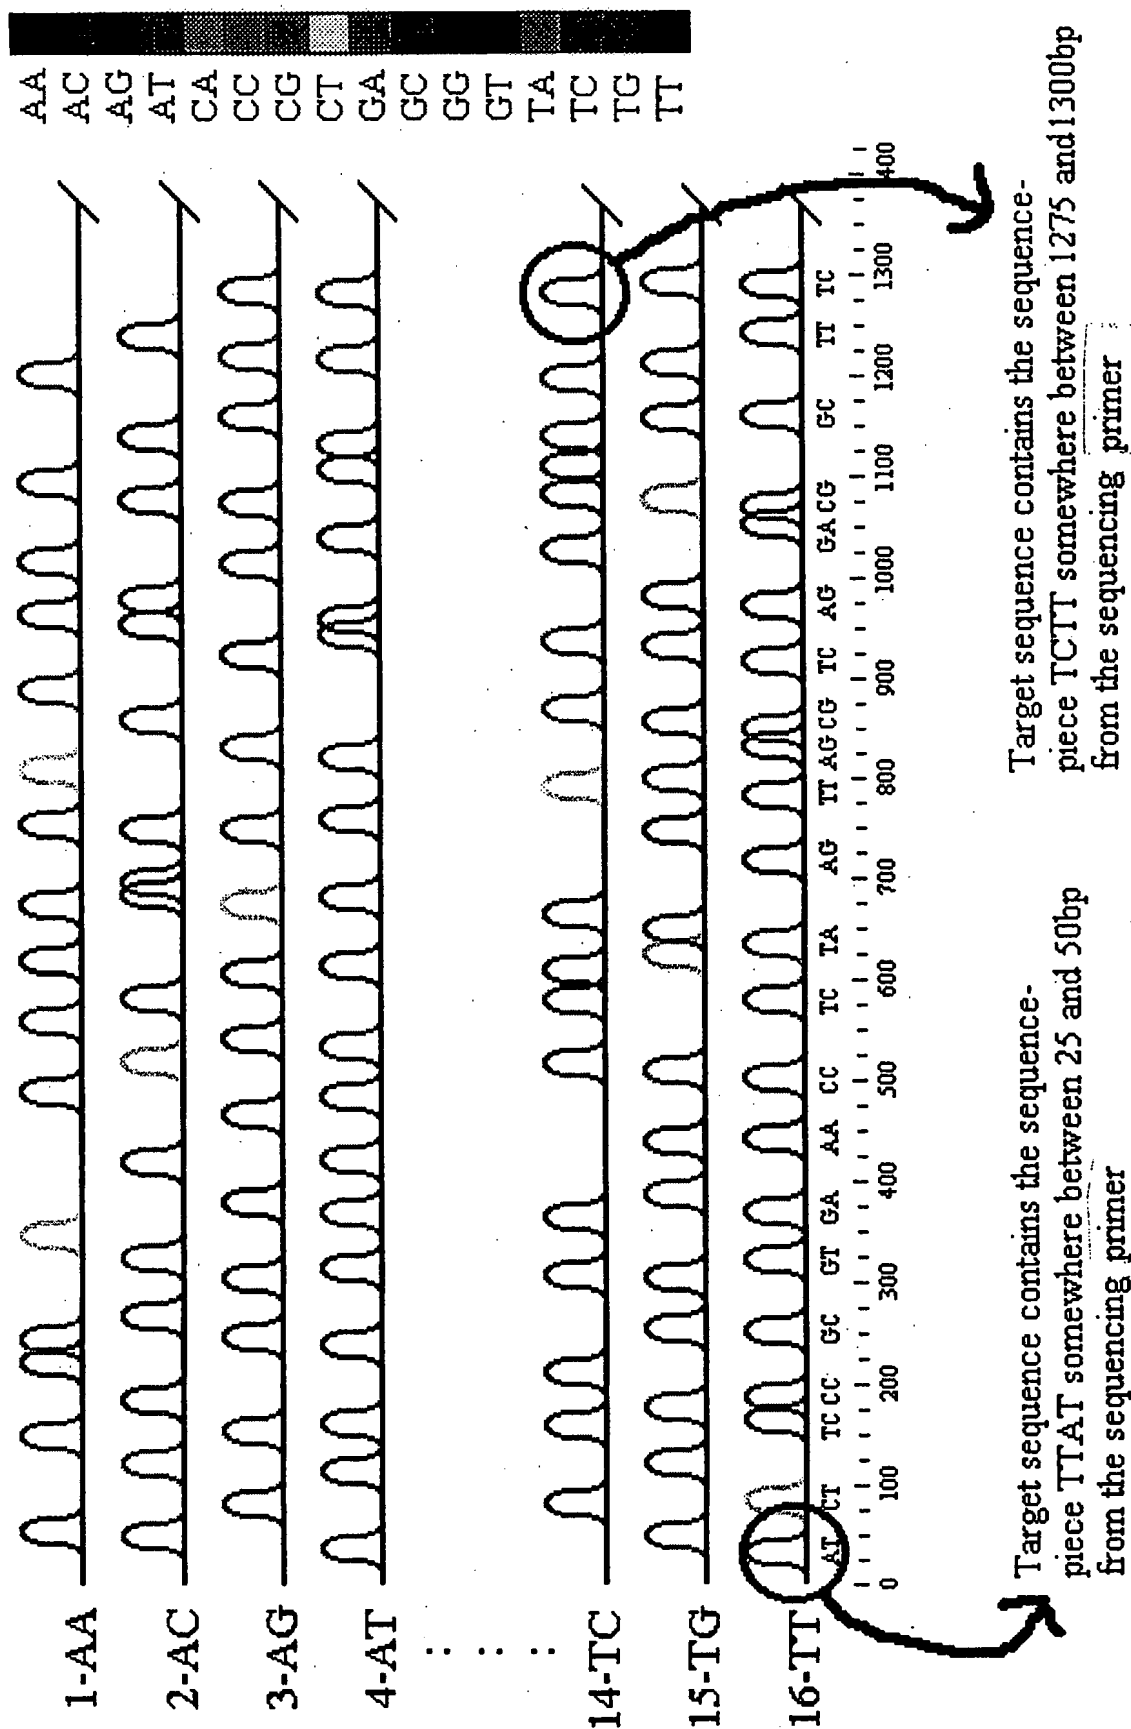 1-AA
2-AC
3-AG
4-AT
14-TC
15-TG
16-TT
AA
AC
AG
AT
CA
CC
CG
CT
GA
GC
GG
GT
TA
TC
TG
TT
AT CT TC CC GC GT GA AA CC TC TA AG TT AG CG TC AG GA CG GC TT TC
0 100 200 300 400 500 600 700 800 900 1000 1100 1200 1300 400
Target sequence contains the sequence-
piece TTAT somewhere between 25 and 50bp
from the sequencing primer
Target sequence contains the sequence-
piece TCTT somewhere between 1275 and1300bp
from the sequencing primer